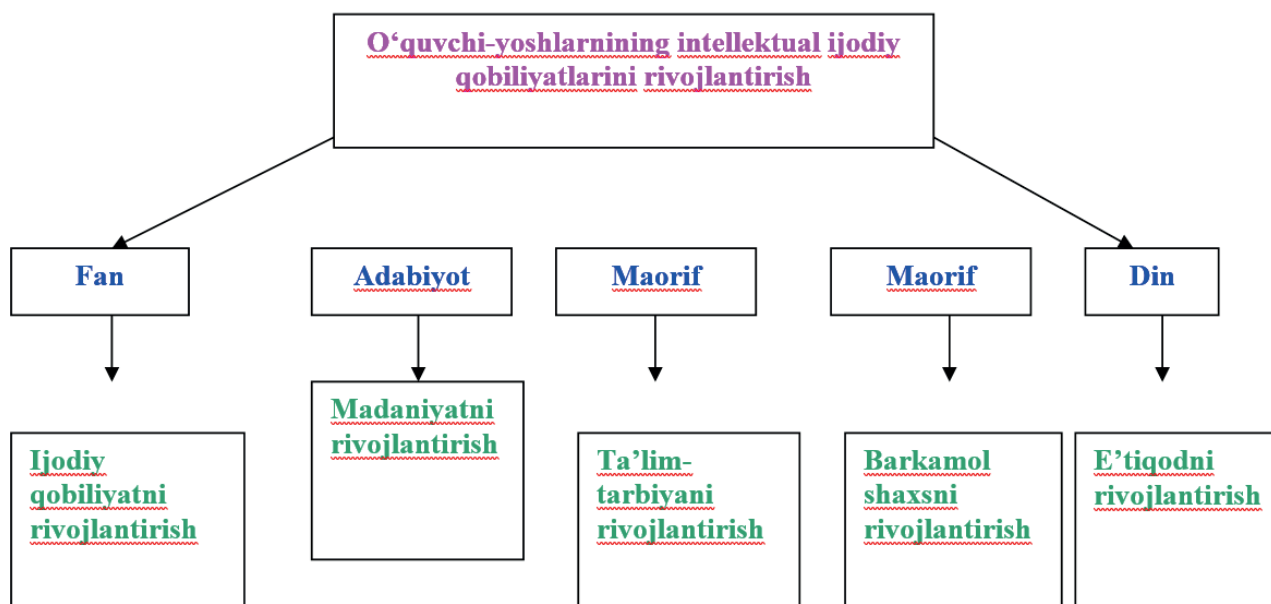 O‘quvchi-yoshlarnining intellektual ijodiy
qobiliyatlarini rivojlantirish
Fan
Adabiyot
Maorif
Maorif
Din
Ijodiy
qobiliyatni
rivojlantirish
Madaniyatni
rivojlantirish
Ta’lim-
tarbiyani
rivojlantirish
Barkamol
shaxsni
rivojlantirish
E’tiqodni
rivojlantirish